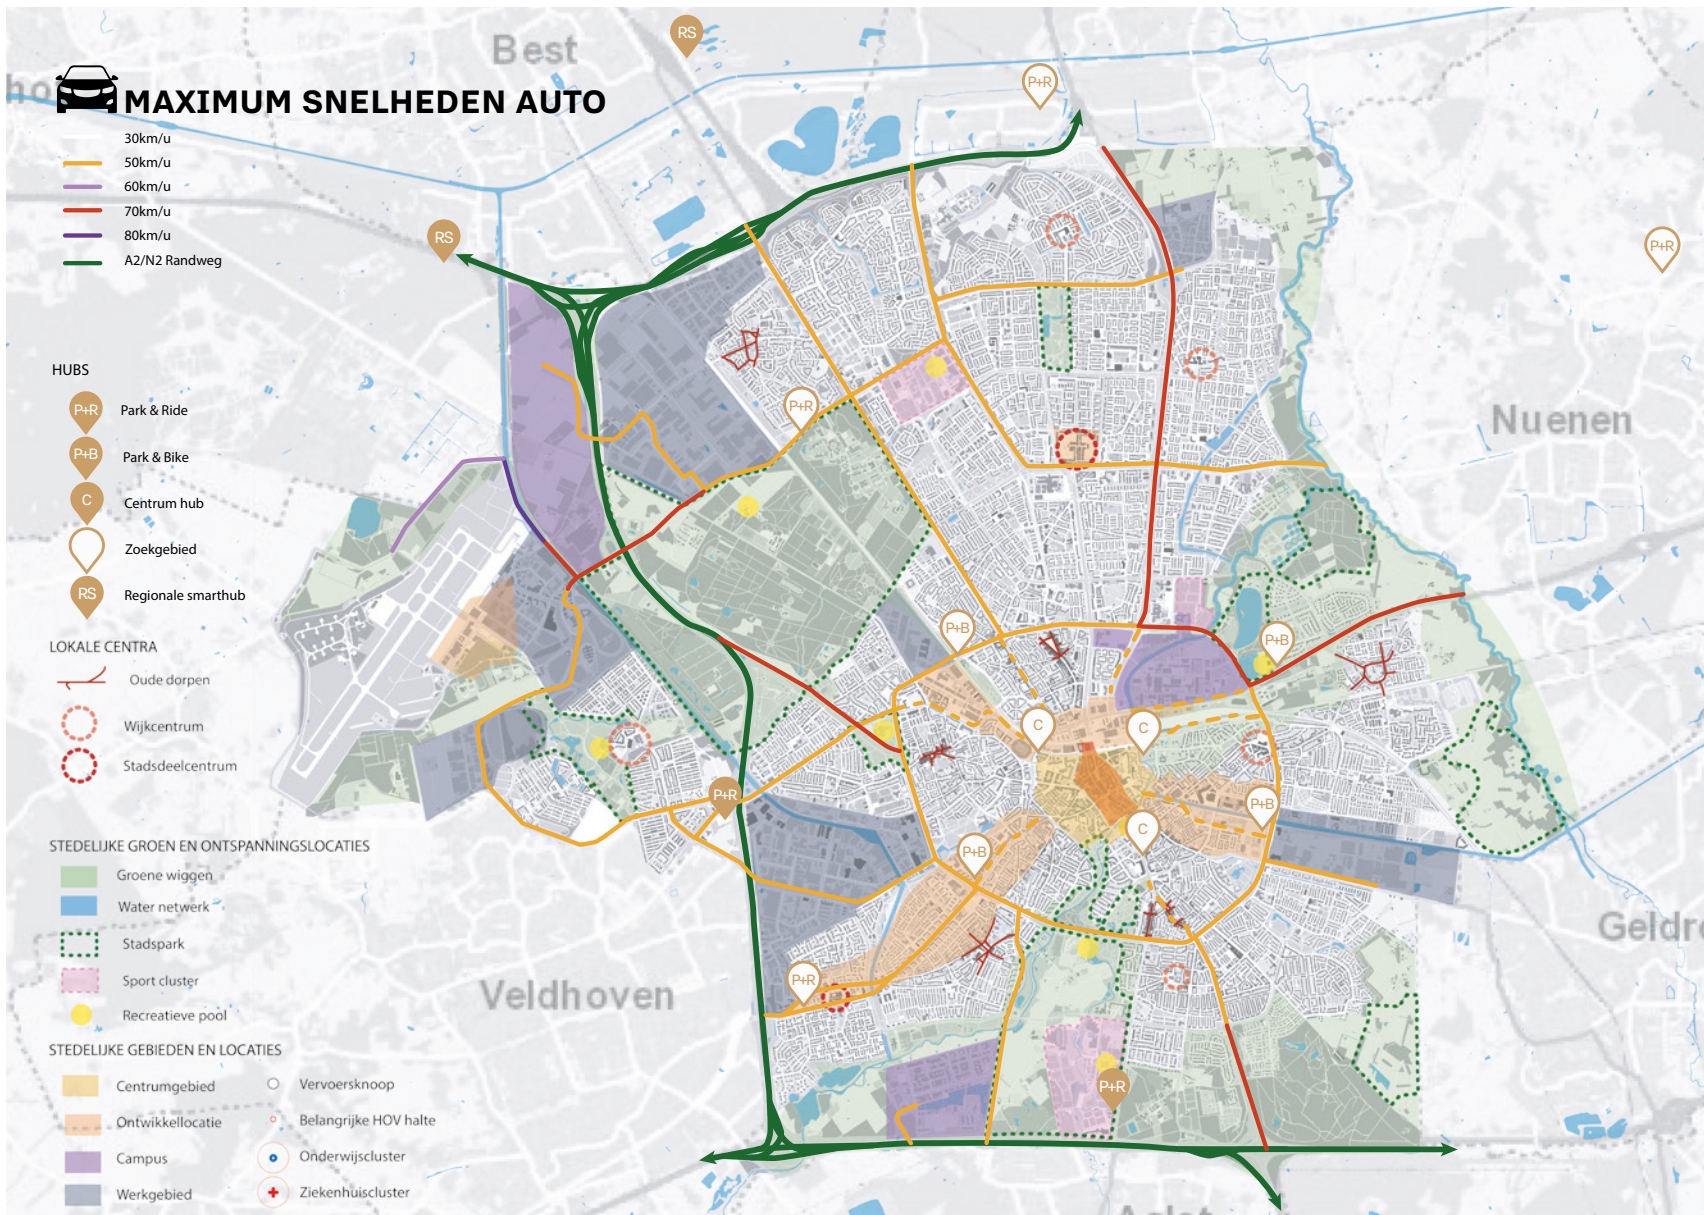 Best
RS
P+R
MAXIMUM SNELHEDEN AUTO
30km/u
50km/u
60km/u
70km/u
80km/u
A2/N2 Randweg
RS
P+R
HUBS
P+R Park & Ride
P+B Park & Bike
C Centrum hub
Zoekgebied
RS Regionale smarthub
LOKALE CENTRA
Oude dorpen
Wijkcentrum
Stadsdeelcentrum
STEDELIJKE GROEN EN ONTSPANNINGSLOCATIES
Groene wiggen
Water netwerk
Stadspark
Sport cluster
Recreatieve pool
STEDELIJKE GEBIEDEN EN LOCATIES
Centrumgebied
Ontwikkellocatie
Campus
Werkgebied
Vervoersknoop
Belangrijke HOV halte
Onderwijscluster
Ziekenhuiscluster
P+R
Nuenen
P+B
P+B
C
C
P+R
P+B
C
P+B
Veldhoven
P+R
P+R